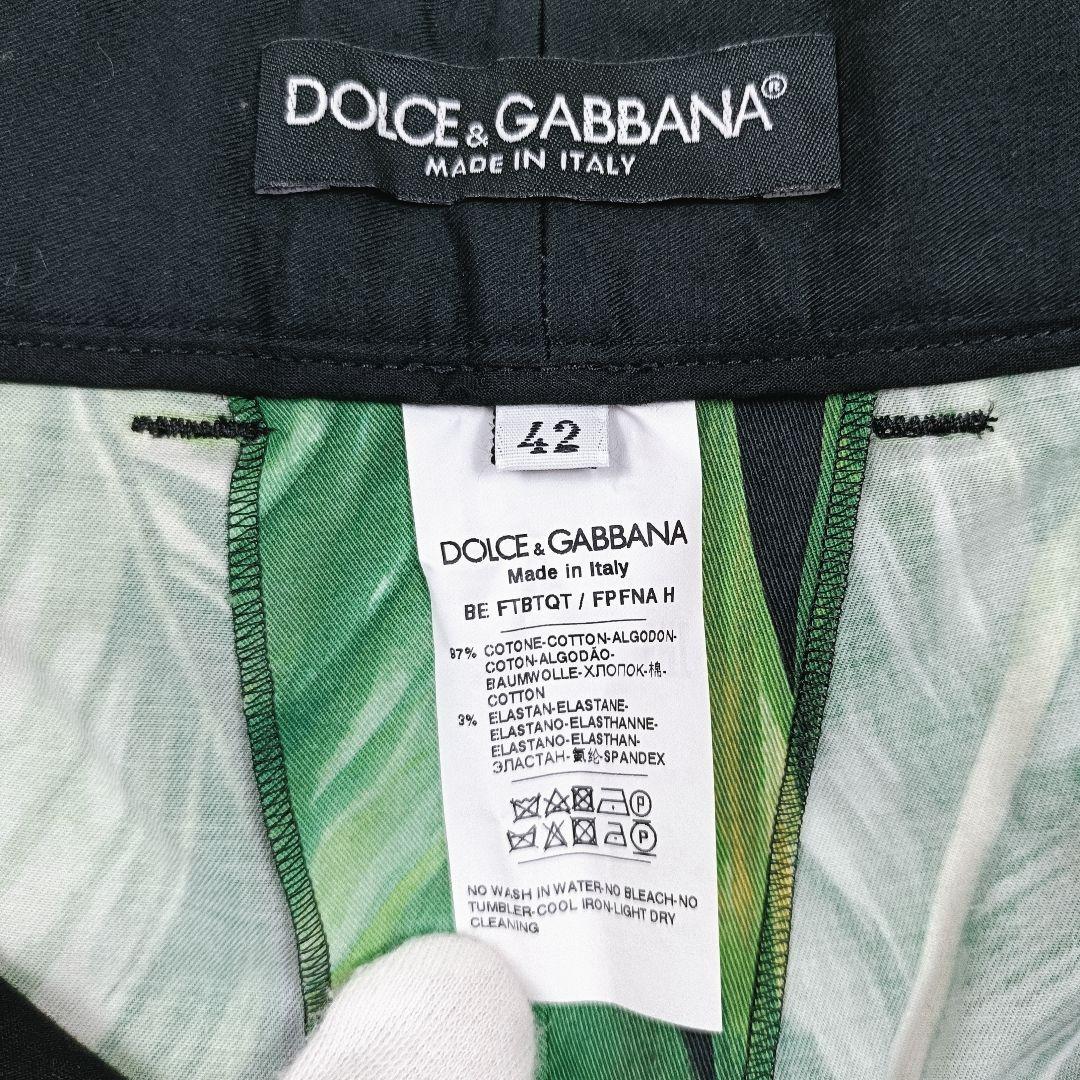 DOLCE & GABBANA®
MADE IN ITALY
42
DOLCE & GABBANA
Made in Italy
BE FTBTQT / FPFNA H
97% COTONE-COTTON-ALGODON-
COTON-ALGODÃO-
BAUMWOLLE-ХЛОПОК-棉-
COTTON
3% ELASTAN-ELASTANE-
ELASTANO-ELASTHANNE-
ELASTANO-ELASTHAN-
ЭЛАСТАН-氨纶-SPANDEX
P
P
NO WASH IN WATER-NO BLEACH-NO
TUMBLER-COOL IRON-LIGHT DRY
CLEANING